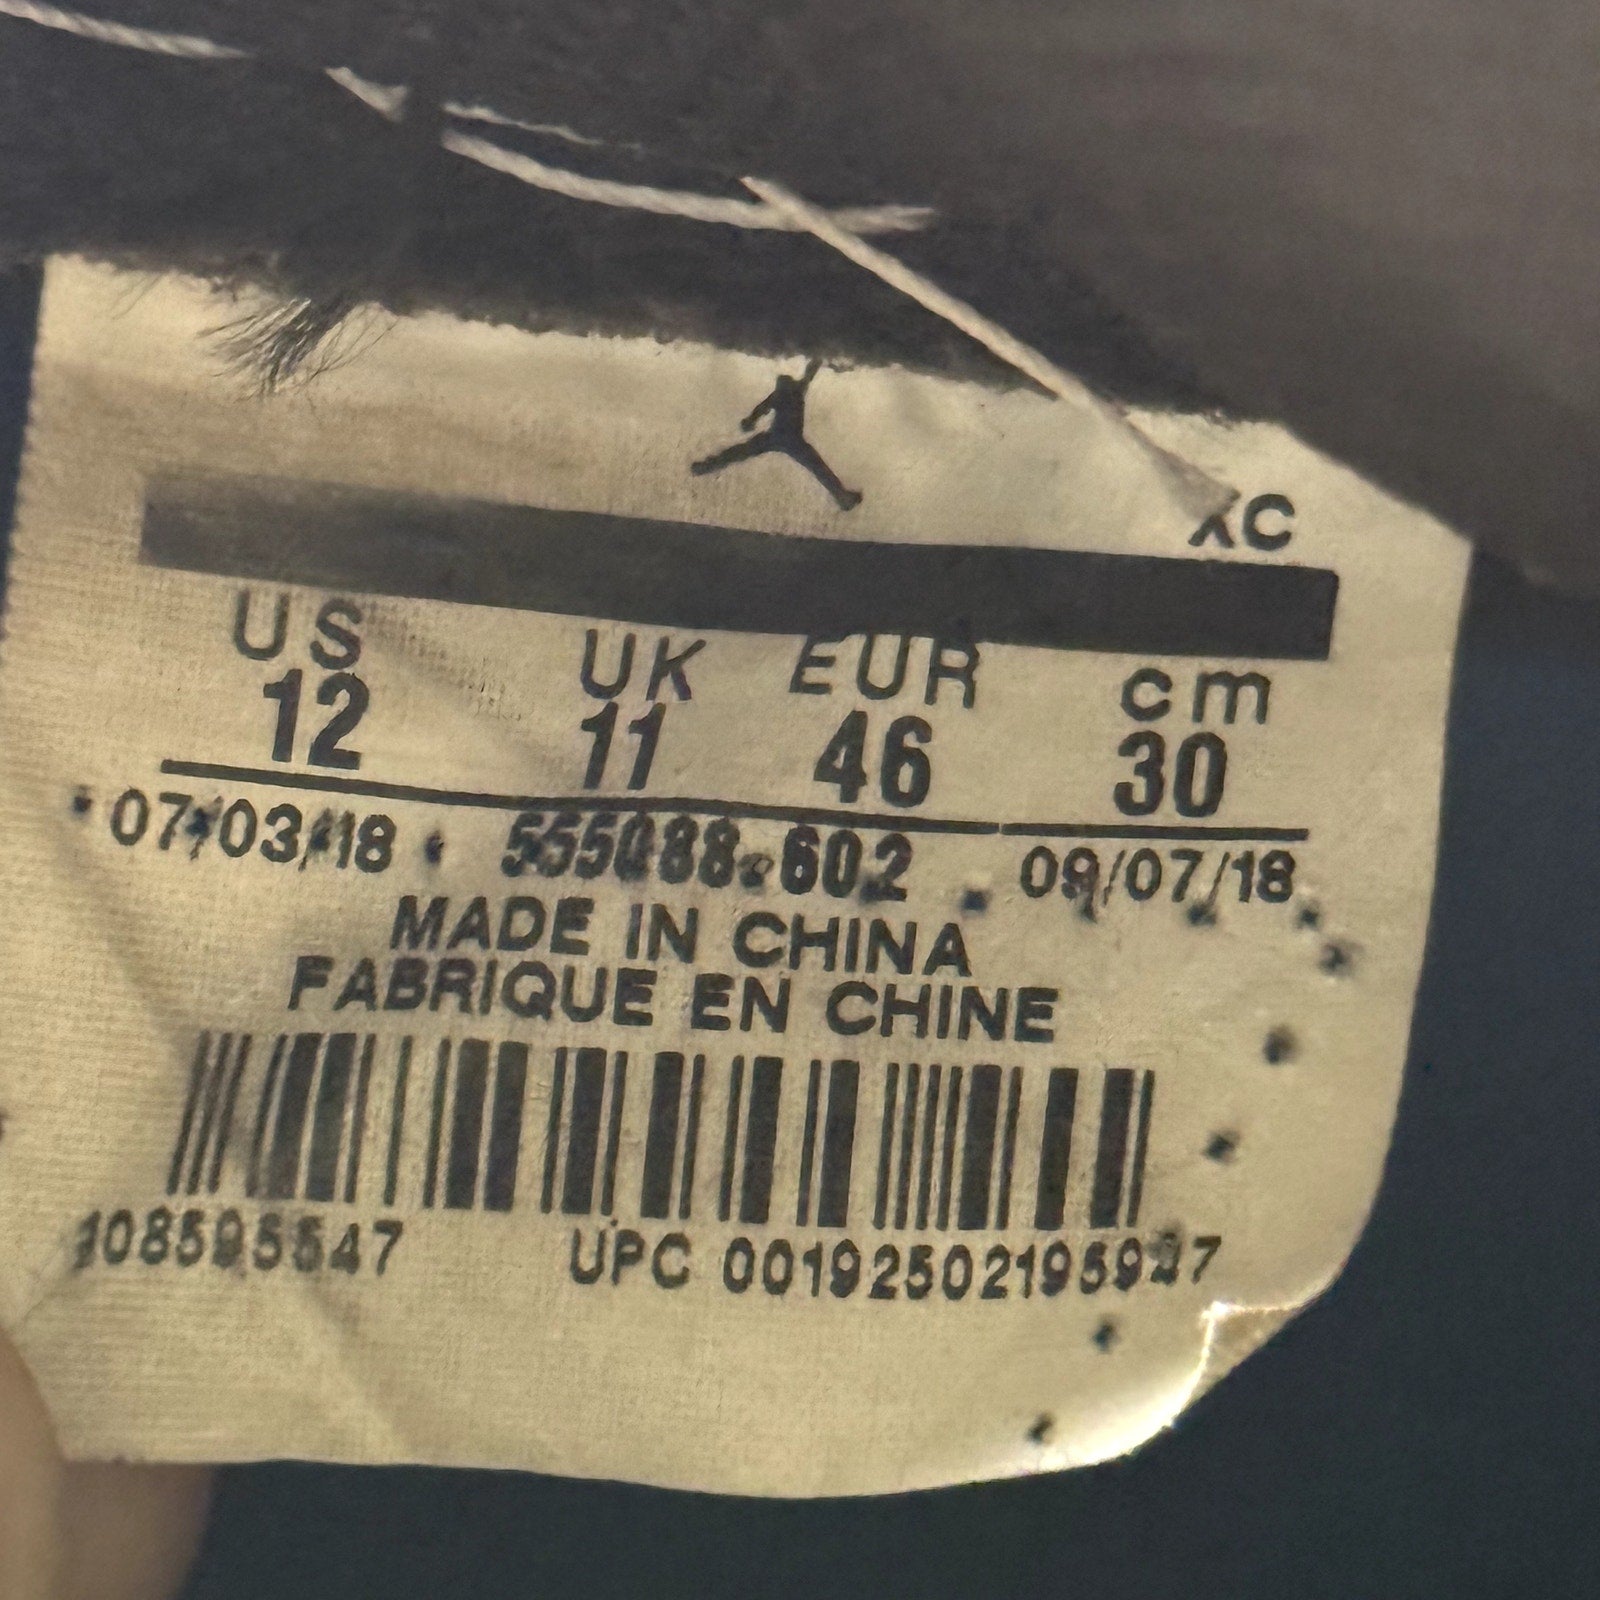 XC
US UK EUR cm
12 11 46 30
07/03/18 555088-602 09/07/18
MADE IN CHINA
FABRIQUE EN CHINE
UPC 00192502195927